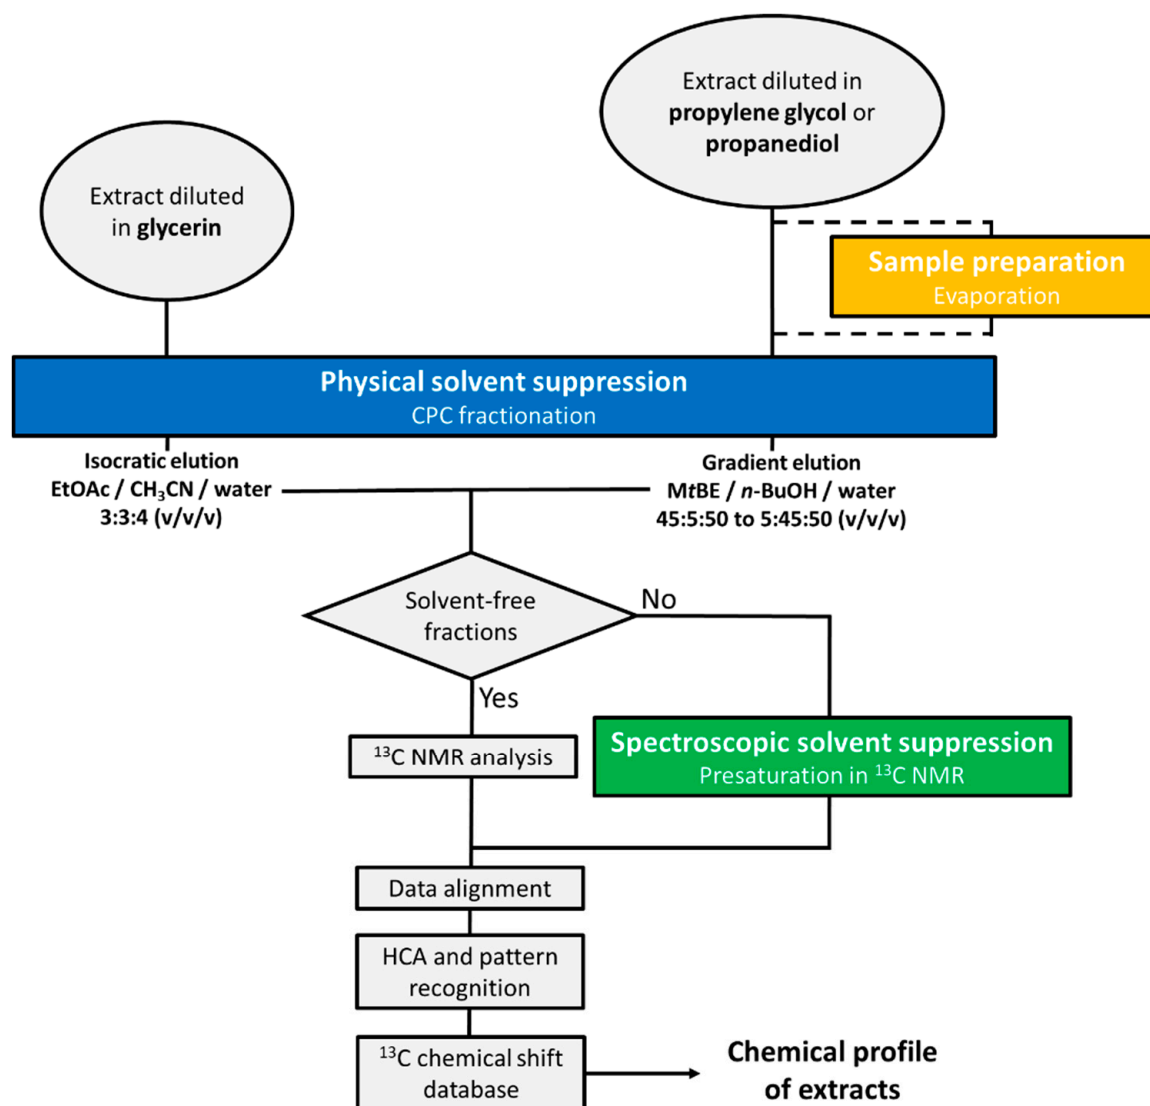 Extract diluted in
propylene glycol or
propanediol
Extract diluted
in glycerin
Sample preparation
Evaporation
Physical solvent suppression
CPC fractionation
Isocratic elution
EtOAc / CH₃CN / water
3:3:4 (v/v/v)
Gradient elution
MtBE / n-BuOH / water
45:5:50 to 5:45:50 (v/v/v)
Solvent-free
fractions
No
Yes
¹³C NMR analysis
Spectroscopic solvent suppression
Presaturation in ¹³C NMR
Data alignment
HCA and pattern
recognition
¹³C chemical shift
database
Chemical profile
of extracts